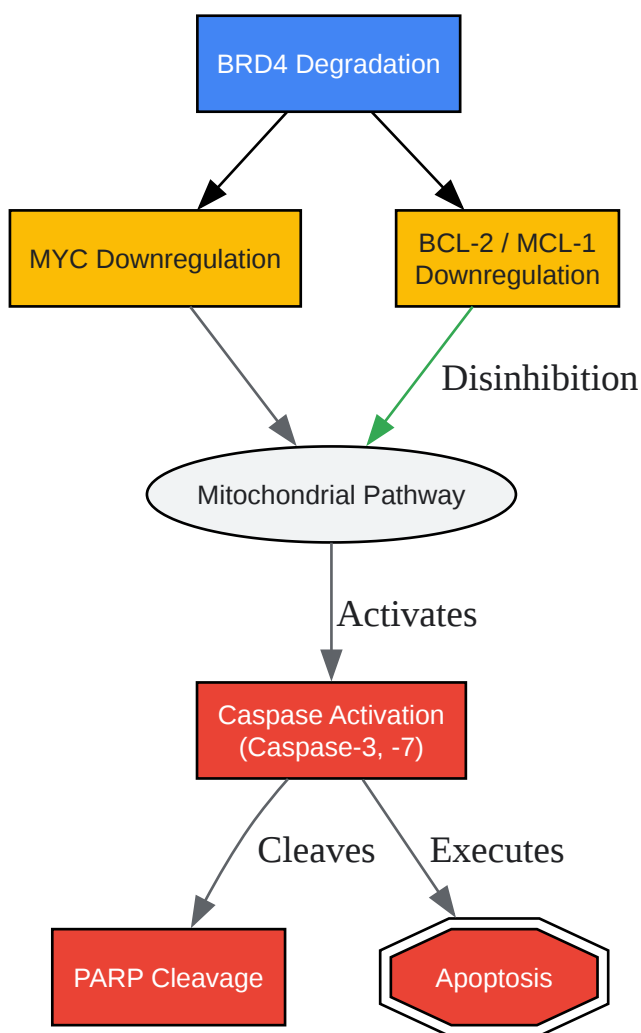 BRD4 Degradation
MYC Downregulation
BCL-2 / MCL-1
Downregulation
Disinhibition
Mitochondrial Pathway
Activates
Caspase Activation
(Caspase-3, -7)
Cleaves
Executes
PARP Cleavage
Apoptosis